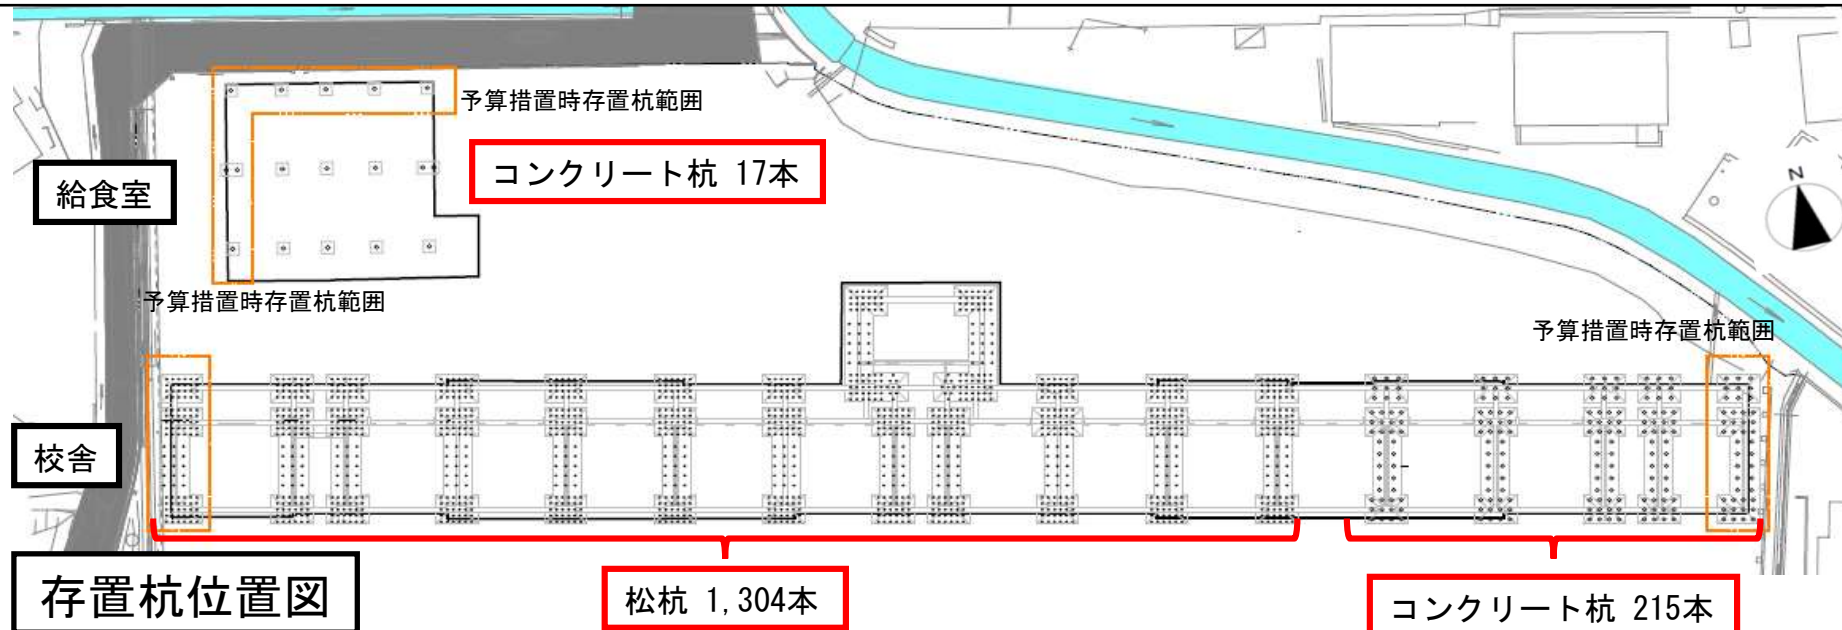 予算措置時存置杭範囲
コンクリート杭 17本
給食室
N
予算措置時存置杭範囲
予算措置時存置杭範囲
校舎
存置杭位置図
松杭 1,304本
コンクリート杭 215本